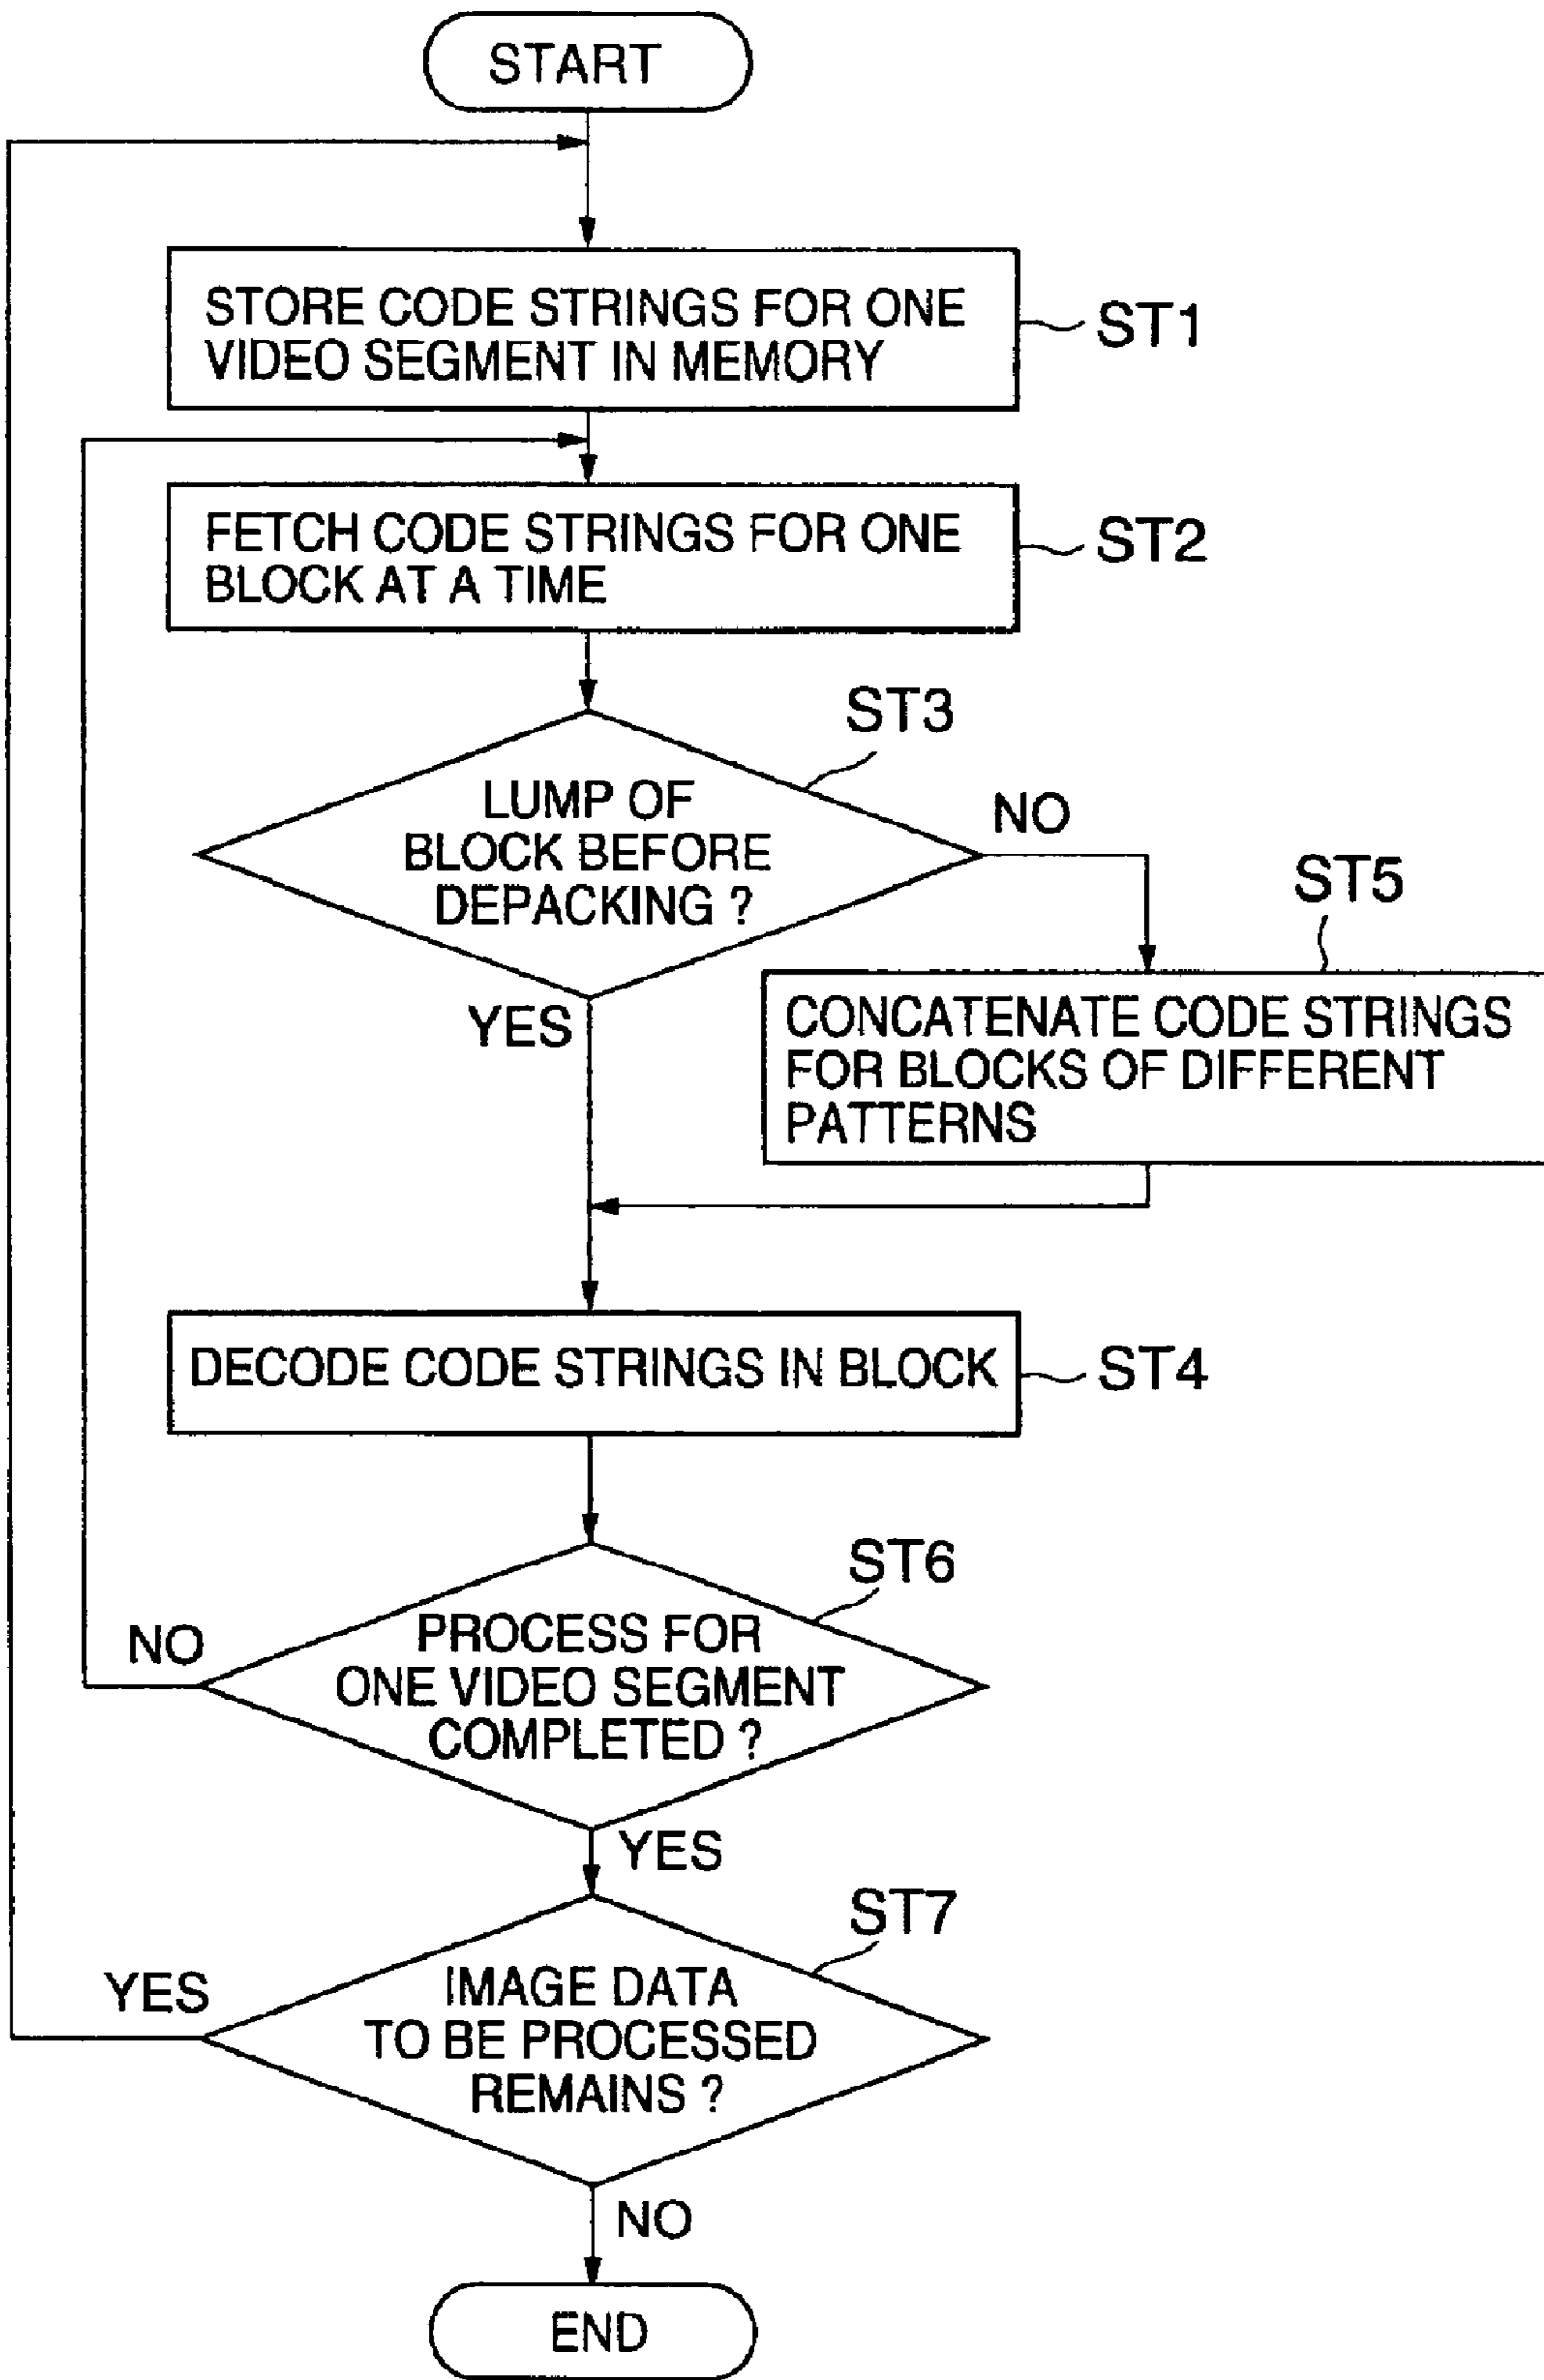 START
STORE CODE STRINGS FOR ONE
VIDEO SEGMENT IN MEMORY
ST1
FETCH CODE STRINGS FOR ONE
BLOCK AT A TIME
ST2
ST3
LUMP OF
BLOCK BEFORE
DEPACKING ?
NO
YES
ST5
CONCATENATE CODE STRINGS
FOR BLOCKS OF DIFFERENT
PATTERNS
DECODE CODE STRINGS IN BLOCK
ST4
ST6
PROCESS FOR
ONE VIDEO SEGMENT
COMPLETED ?
NO
YES
ST7
IMAGE DATA
TO BE PROCESSED
REMAINS ?
YES
NO
END